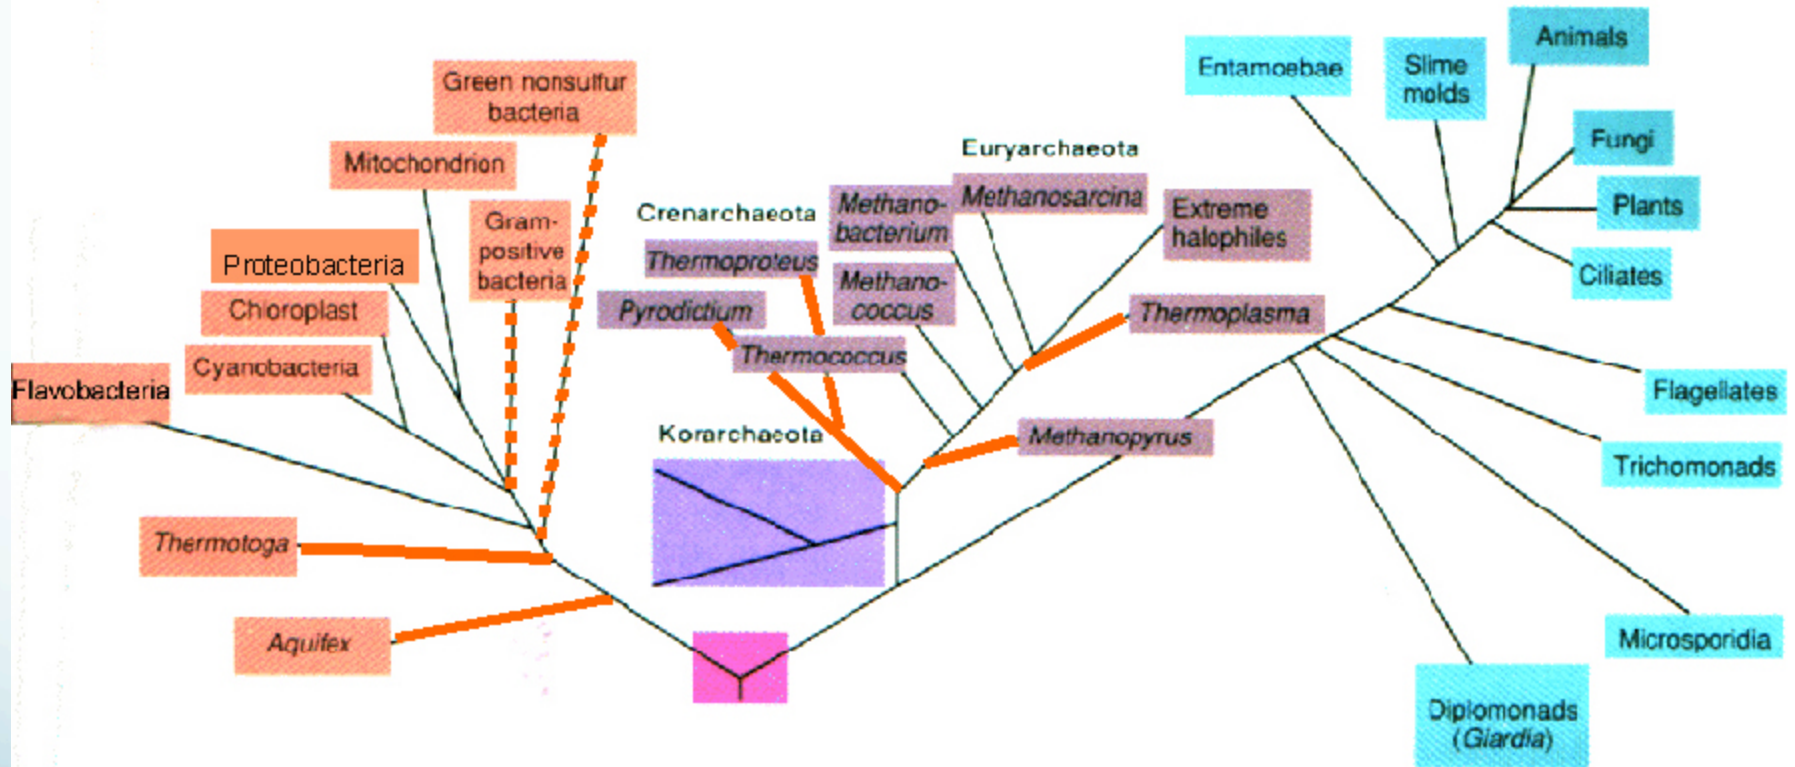 Green nonsulfur
bacteria
Mitochondrion
Gram-
positive
bacteria
Proteobacteria
Chloroplast
Cyanobacteria
Flavobacteria
Thermotoga
Aquifex
Crenarchaeota
Thermoproteus
Pyrodictium
Thermococcus
Korarchaeota
Euryarchaeota
Methano-
bacterium
Methanosarcina
Methano-
coccus
Extreme
halophiles
Thermoplasma
Methanopyrus
Entamoebae
Slime
molds
Animals
Fungi
Plants
Ciliates
Flagellates
Trichomonads
Microsporidia
Diplomonads
(Giardia)